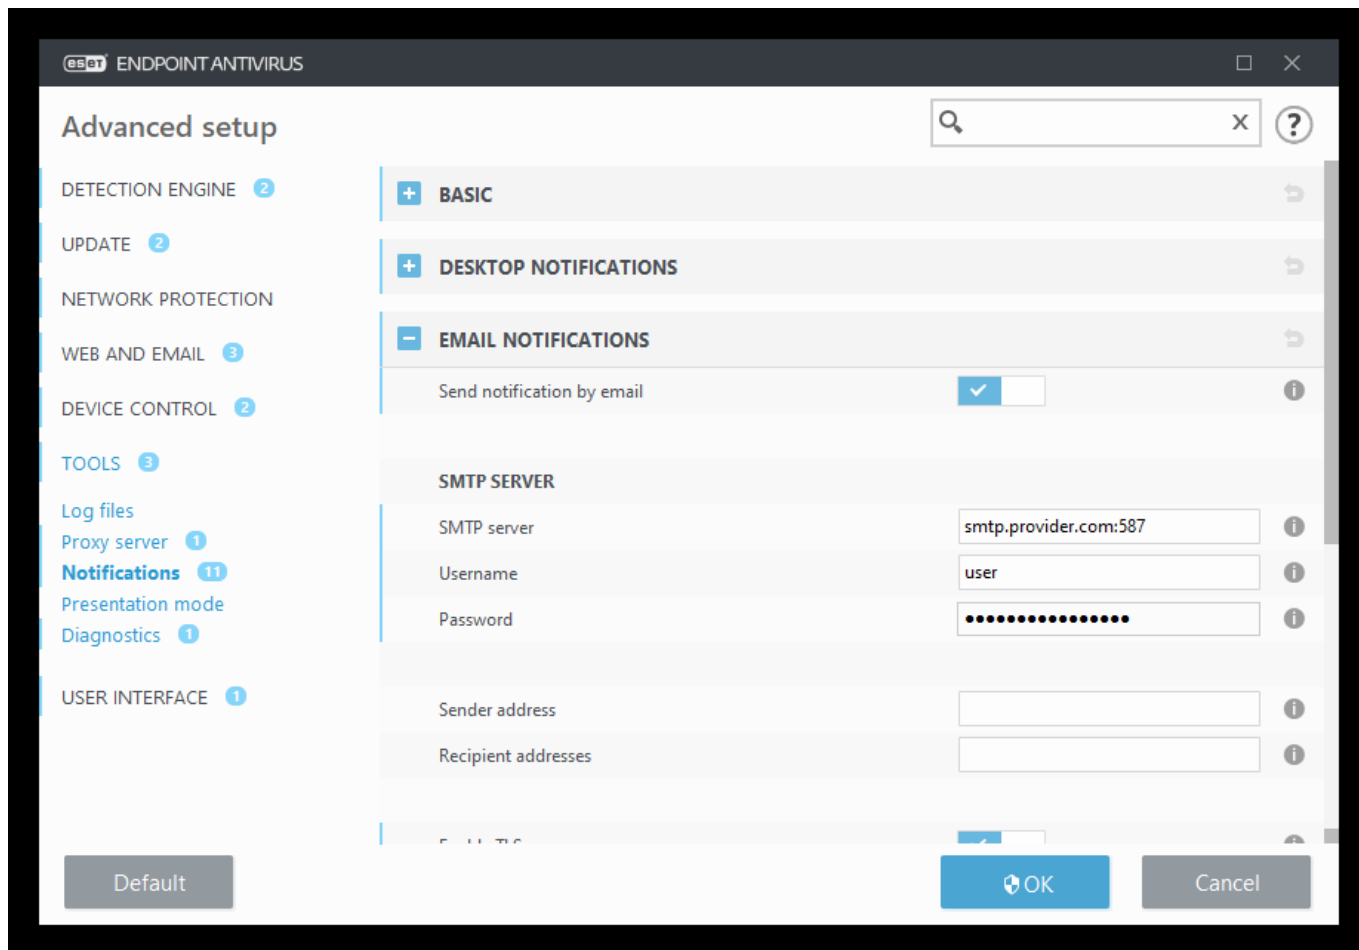 eset ENDPOINT ANTIVIRUS
Advanced setup
X
?
DETECTION ENGINE 2
UPDATE 2
NETWORK PROTECTION
WEB AND EMAIL 3
DEVICE CONTROL 2
TOOLS 3
Log files
Proxy server 1
Notifications 11
Presentation mode
Diagnostics 1
USER INTERFACE 1
BASIC
DESKTOP NOTIFICATIONS
EMAIL NOTIFICATIONS
Send notification by email
SMTP SERVER
SMTP server smtp.provider.com:587
Username user
Password ••••••••••••••••
Sender address
Recipient addresses
Enable TLS
Default
OK
Cancel